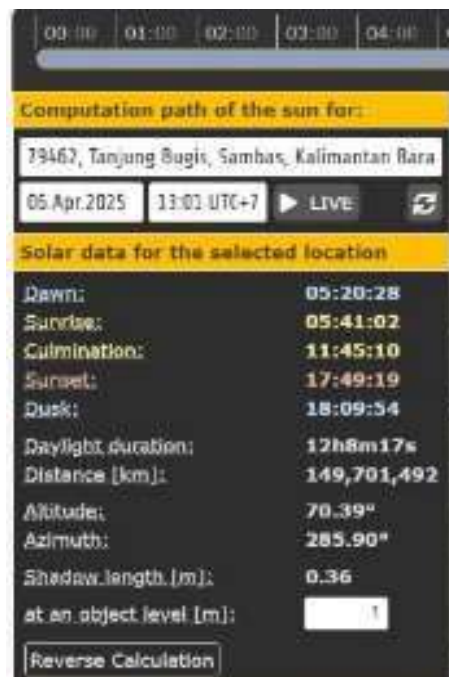 00:00 01:00 02:00 03:00 04:00
Computation path of the sun for:
79462, Tanjung Bugis, Sambas, Kalimantan Bara
06.Apr.2025 13:01 UTC+7 LIVE
Solar data for the selected location
Dawn: 05:20:28
Sunrise: 05:41:02
Culmination: 11:45:10
Sunset: 17:49:19
Dusk: 18:09:54
Daylight duration: 12h8m17s
Distance [km]: 149,701,492
Altitude: 70.39°
Azimuth: 285.90°
Shadow length [m]: 0.36
at an object level [m]: 1
Reverse Calculation